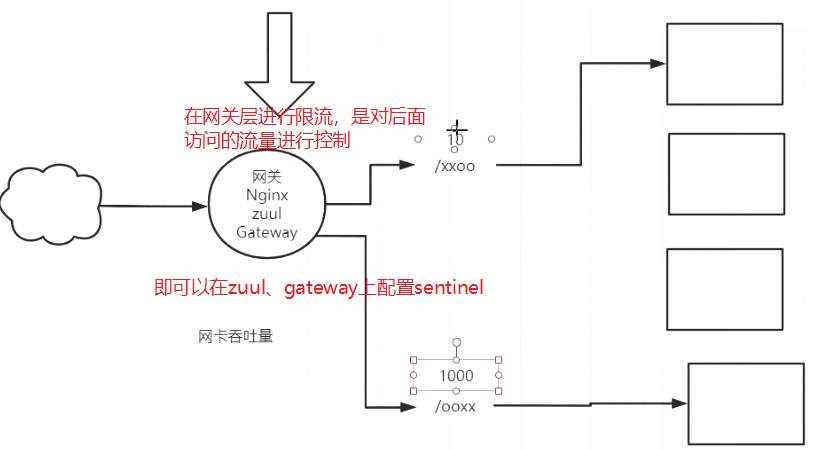 在网关层进行限流，是对后面
访问的流量进行控制
10
/xxoo
网关
Nginx
zuul
Gateway
即可以在zuul、gateway上配置sentinel
网卡吞吐量
1000
/ooxx